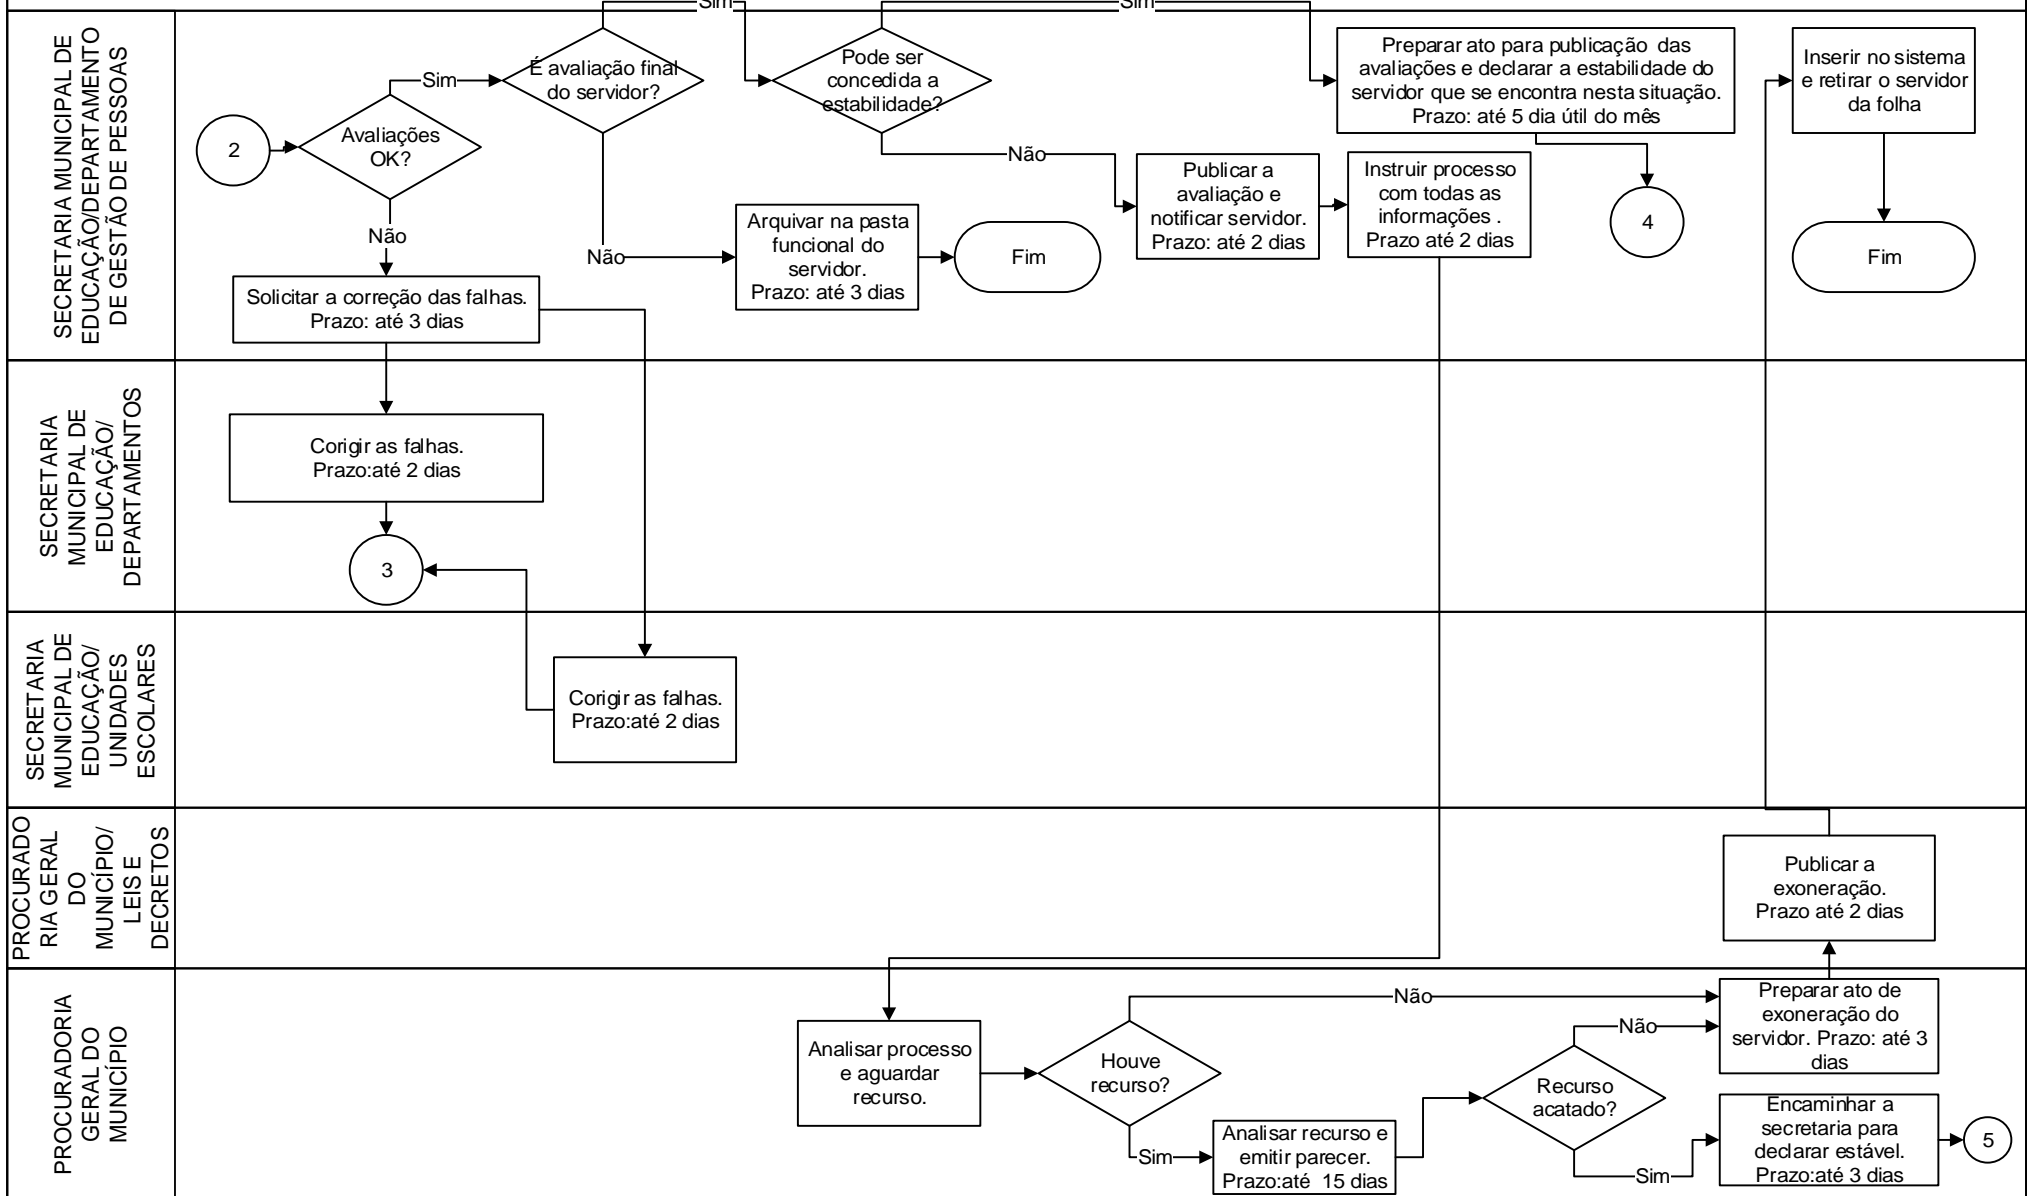 Sim
Sim
SECRETARIA MUNICIPAL DE
EDUCAÇÃO/DEPARTAMENTO
DE GESTÃO DE PESSOAS
2
Avaliações
OK?
Sim
É avaliação final
do servidor?
Pode ser
concedida a
estabilidade?
Preparar ato para publicação das
avaliações e declarar a estabilidade do
servidor que se encontra nesta situação.
Prazo: até 5 dia útil do mês
Inserir no sistema
e retirar o servidor
da folha
Não
Não
Não
Publicar a
avaliação e
notificar servidor.
Prazo: até 2 dias
Instruir processo
com todas as
informações .
Prazo até 2 dias
4
Arquivar na pasta
funcional do
servidor.
Prazo: até 3 dias
Fim
Fim
Solicitar a correção das falhas.
Prazo: até 3 dias
SECRETARIA
MUNICIPAL DE
EDUCAÇÃO/
DEPARTAMENTOS
Corigir as falhas.
Prazo:até 2 dias
3
SECRETARIA
MUNICIPAL DE
EDUCAÇÃO/
UNIDADES
ESCOLARES
Corigir as falhas.
Prazo:até 2 dias
PROCURADO
RIA GERAL
DO
MUNICÍPIO/
LEIS E
DECRETOS
Publicar a
exoneração.
Prazo até 2 dias
PROCURADORIA
GERAL DO
MUNICÍPIO
Analisar processo
e aguardar
recurso.
Houve
recurso?
Não
Sim
Analisar recurso e
emitir parecer.
Prazo:até 15 dias
Recurso
acatado?
Não
Sim
Preparar ato de
exoneração do
servidor. Prazo: até 3
dias
Encaminhar a
secretaria para
declarar estável.
Prazo:até 3 dias
5